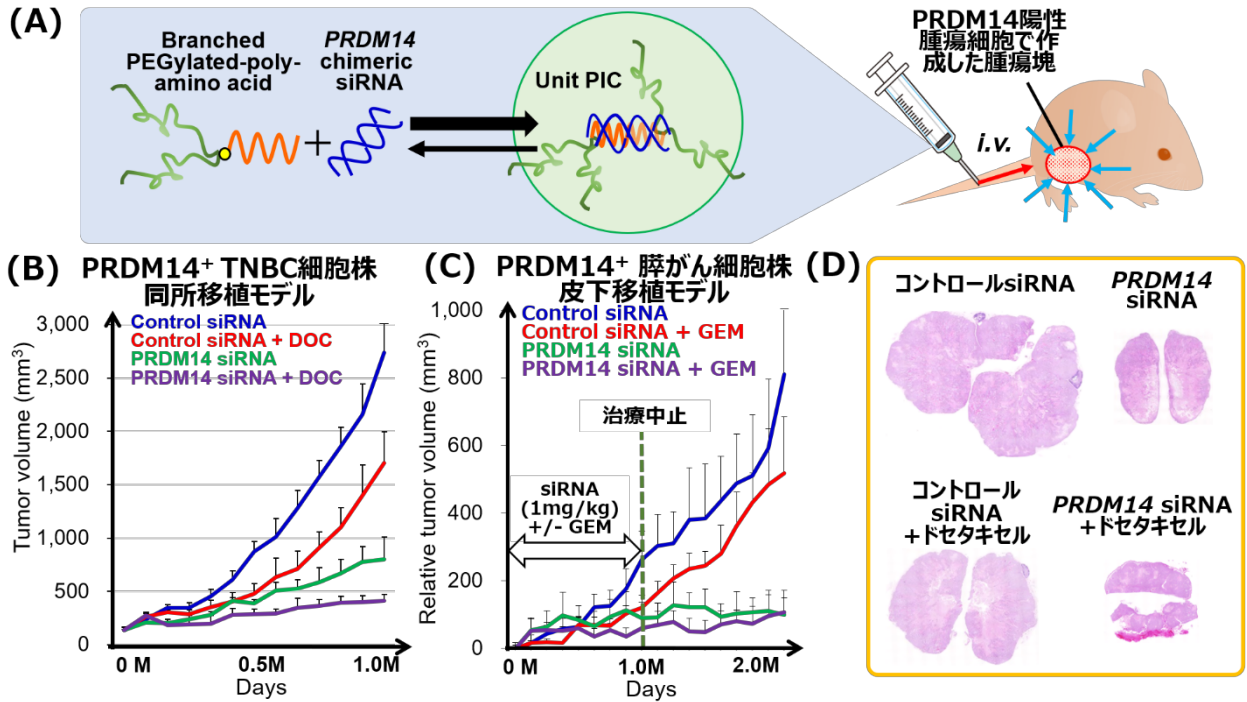 (A)
Branched
PEGylated-poly-
amino acid
+
PRDM14
chimeric
siRNA
Unit PIC
PRDM14陽性
腫瘍細胞で作
成した腫瘍塊
i.v.
(B)
PRDM14+ TNBC細胞株
同所移植モデル
Control siRNA
Control siRNA + DOC
PRDM14 siRNA
PRDM14 siRNA + DOC
Tumor volume (mm³)
3,000
2,500
2,000
1,500
1,000
500
0
0 M
0.5M
1.0M
Days
(C)
PRDM14+ 膵がん細胞株
皮下移植モデル
Control siRNA
Control siRNA + GEM
PRDM14 siRNA
PRDM14 siRNA + GEM
治療中止
siRNA
(1mg/kg)
+/- GEM
Relative tumor volume (mm³)
1,000
800
600
400
200
0
0 M
1.0M
2.0M
Days
(D)
コントロールsiRNA
PRDM14
siRNA
コントロール
siRNA
+ドセタキセル
PRDM14 siRNA
+ドセタキセル